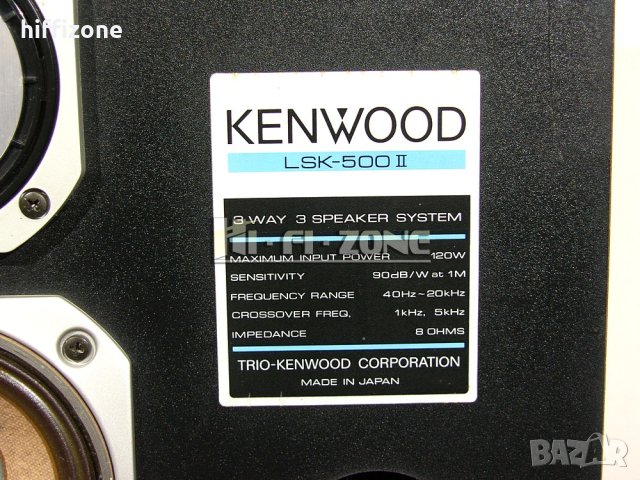 hiffizone
KENWOOD
LSK-500 II
3 WAY 3 SPEAKER SYSTEM
Hi-Fi-ZONE
MAXIMUM INPUT POWER 120W
SENSITIVITY 90dB/W at 1M
FREQUENCY RANGE 40Hz~20kHz
CROSSOVER FREQ. 1kHz, 5kHz
IMPEDANCE 8 OHMS
TRIO-KENWOOD CORPORATION
MADE IN JAPAN
BAZAR